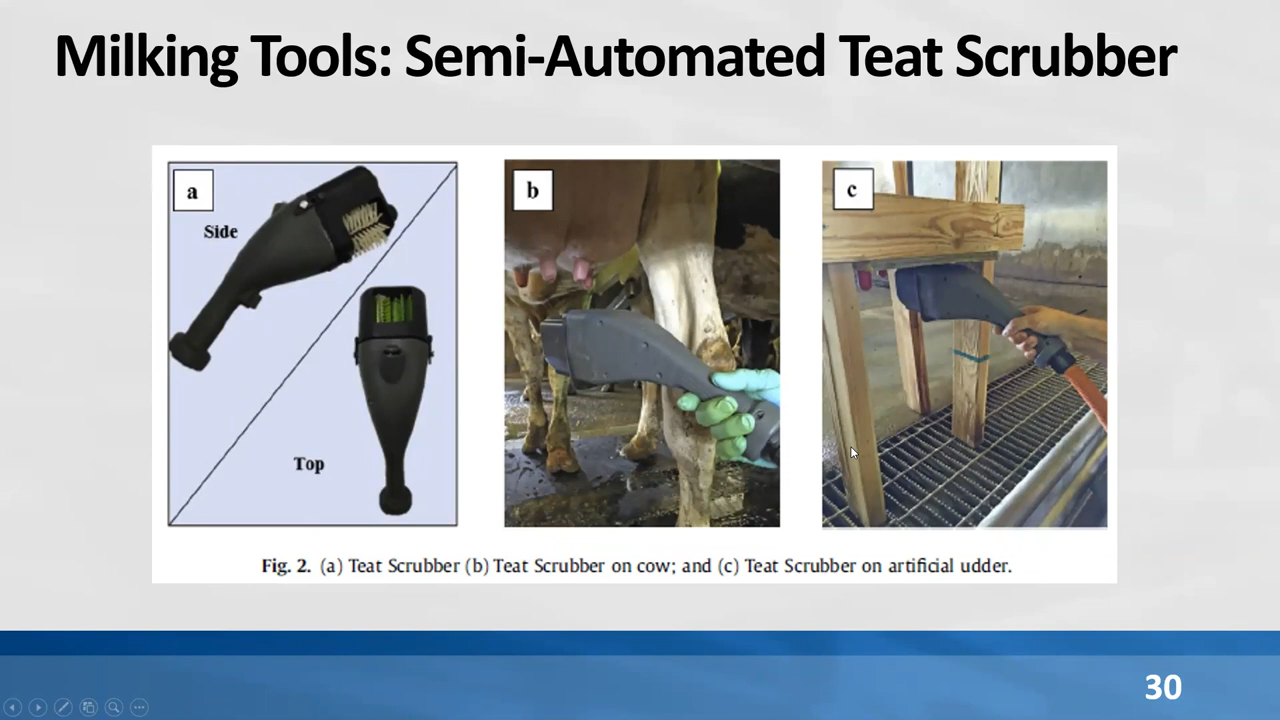 Milking Tools: Semi-Automated Teat Scrubber
a
Side
Top
b
c
Fig. 2. (a) Teat Scrubber (b) Teat Scrubber on cow; and (c) Teat Scrubber on artificial udder.
30